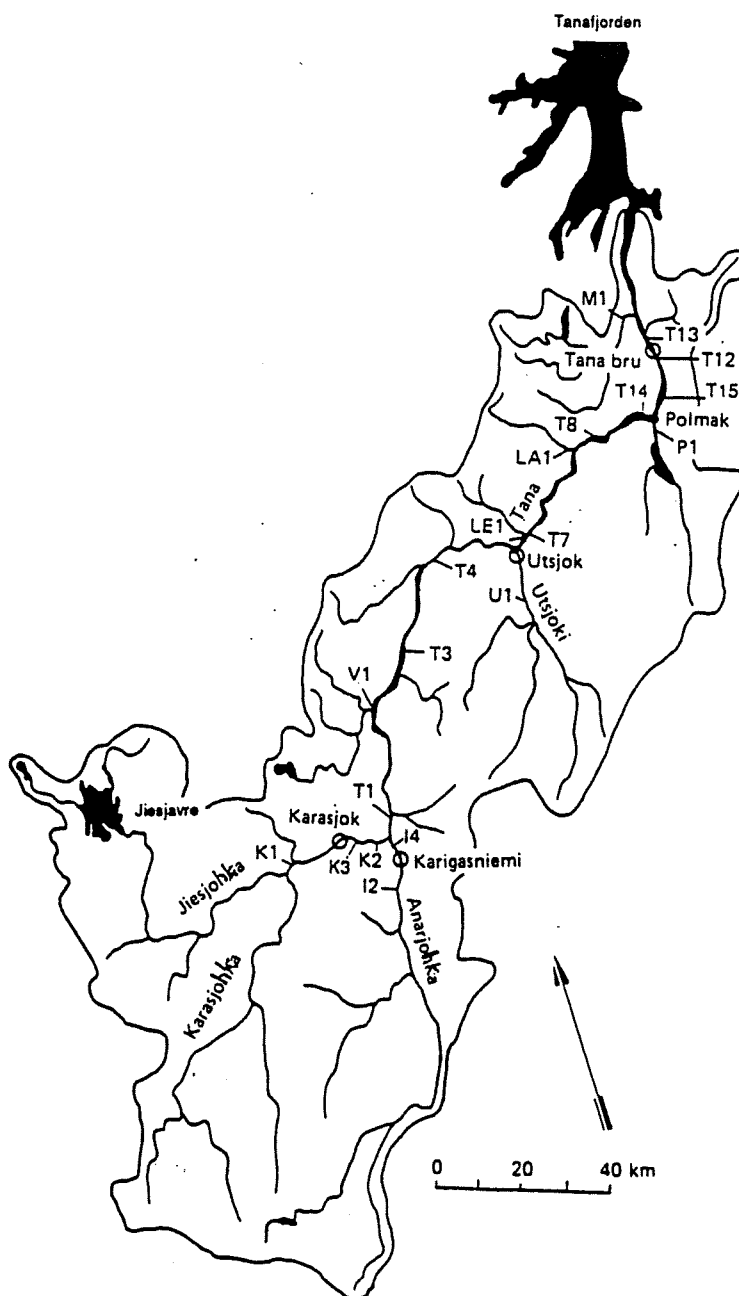 Tanafjorden
M1
T13
Tana bru
T12
T14
T15
T8
Polmak
P1
LA1
Tana
LE1
T7
Utsjok
T4
U1
Utsjoki
T3
V1
Jiesjavre
T1
Karasjok
I4
K1
K3
K2
Karigasniemi
I2
Jiesjohka
Anarjohka
Karasjohka
0 20 40 km